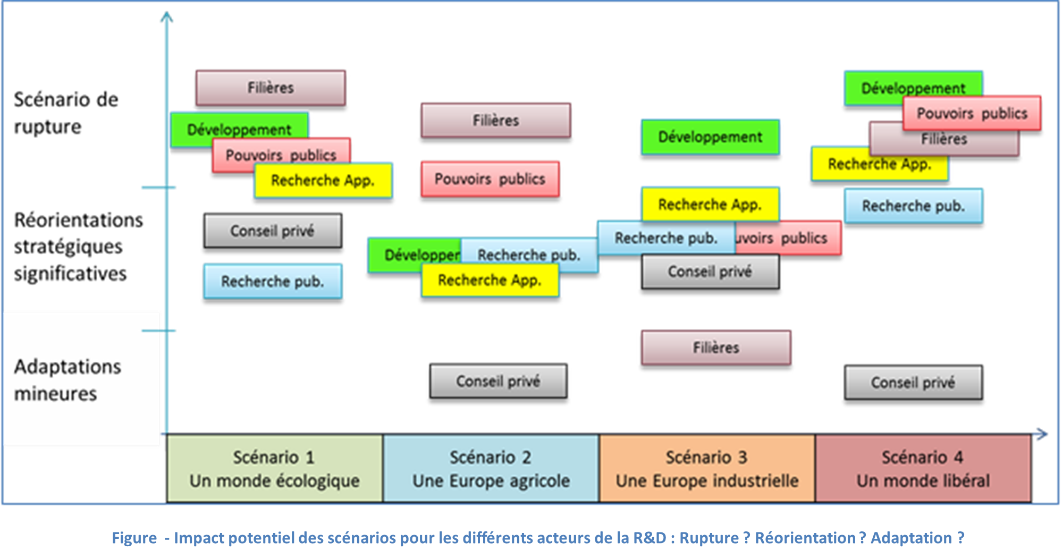 Scénario de
rupture
Réorientations
stratégiques
significatives
Adaptations
mineures
Filières
Développement
Pouvoirs publics
Recherche App.
Conseil privé
Recherche pub.
Filières
Pouvoirs publics
Développer
Recherche pub.
Recherche App.
Conseil privé
Développement
Recherche App.
Recherche pub.
uvoirs publics
Conseil privé
Filières
Développement
Pouvoirs publics
Filières
Recherche App.
Recherche pub.
Conseil privé
Scénario 1
Un monde écologique
Scénario 2
Une Europe agricole
Scénario 3
Une Europe industrielle
Scénario 4
Un monde libéral
Figure - Impact potentiel des scénarios pour les différents acteurs de la R&D : Rupture ? Réorientation ? Adaptation ?